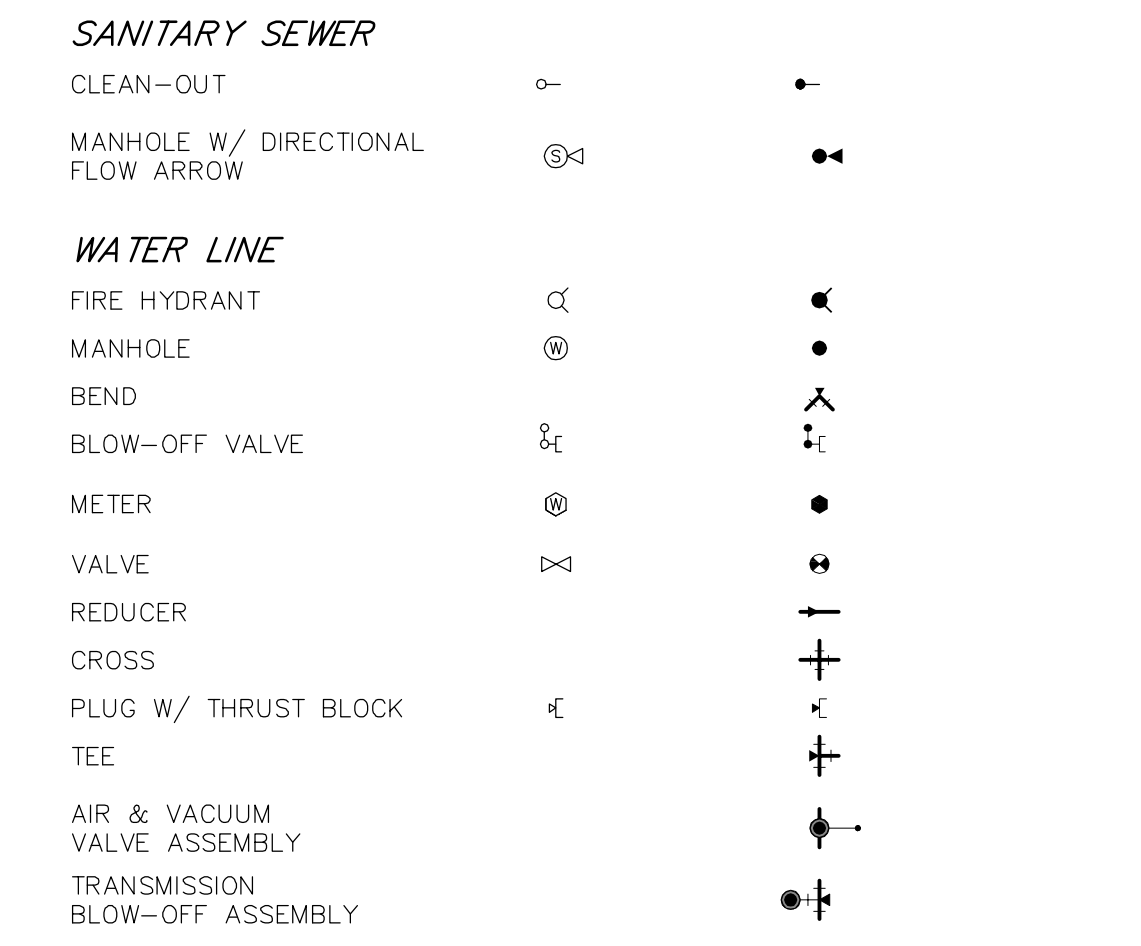 SANITARY SEWER
CLEAN-OUT
MANHOLE W/ DIRECTIONAL
FLOW ARROW
S
WATER LINE
FIRE HYDRANT
MANHOLE W
BEND
BLOW-OFF VALVE
METER W
VALVE
REDUCER
CROSS
PLUG W/ THRUST BLOCK
TEE
AIR & VACUUM
VALVE ASSEMBLY
TRANSMISSION
BLOW-OFF ASSEMBLY